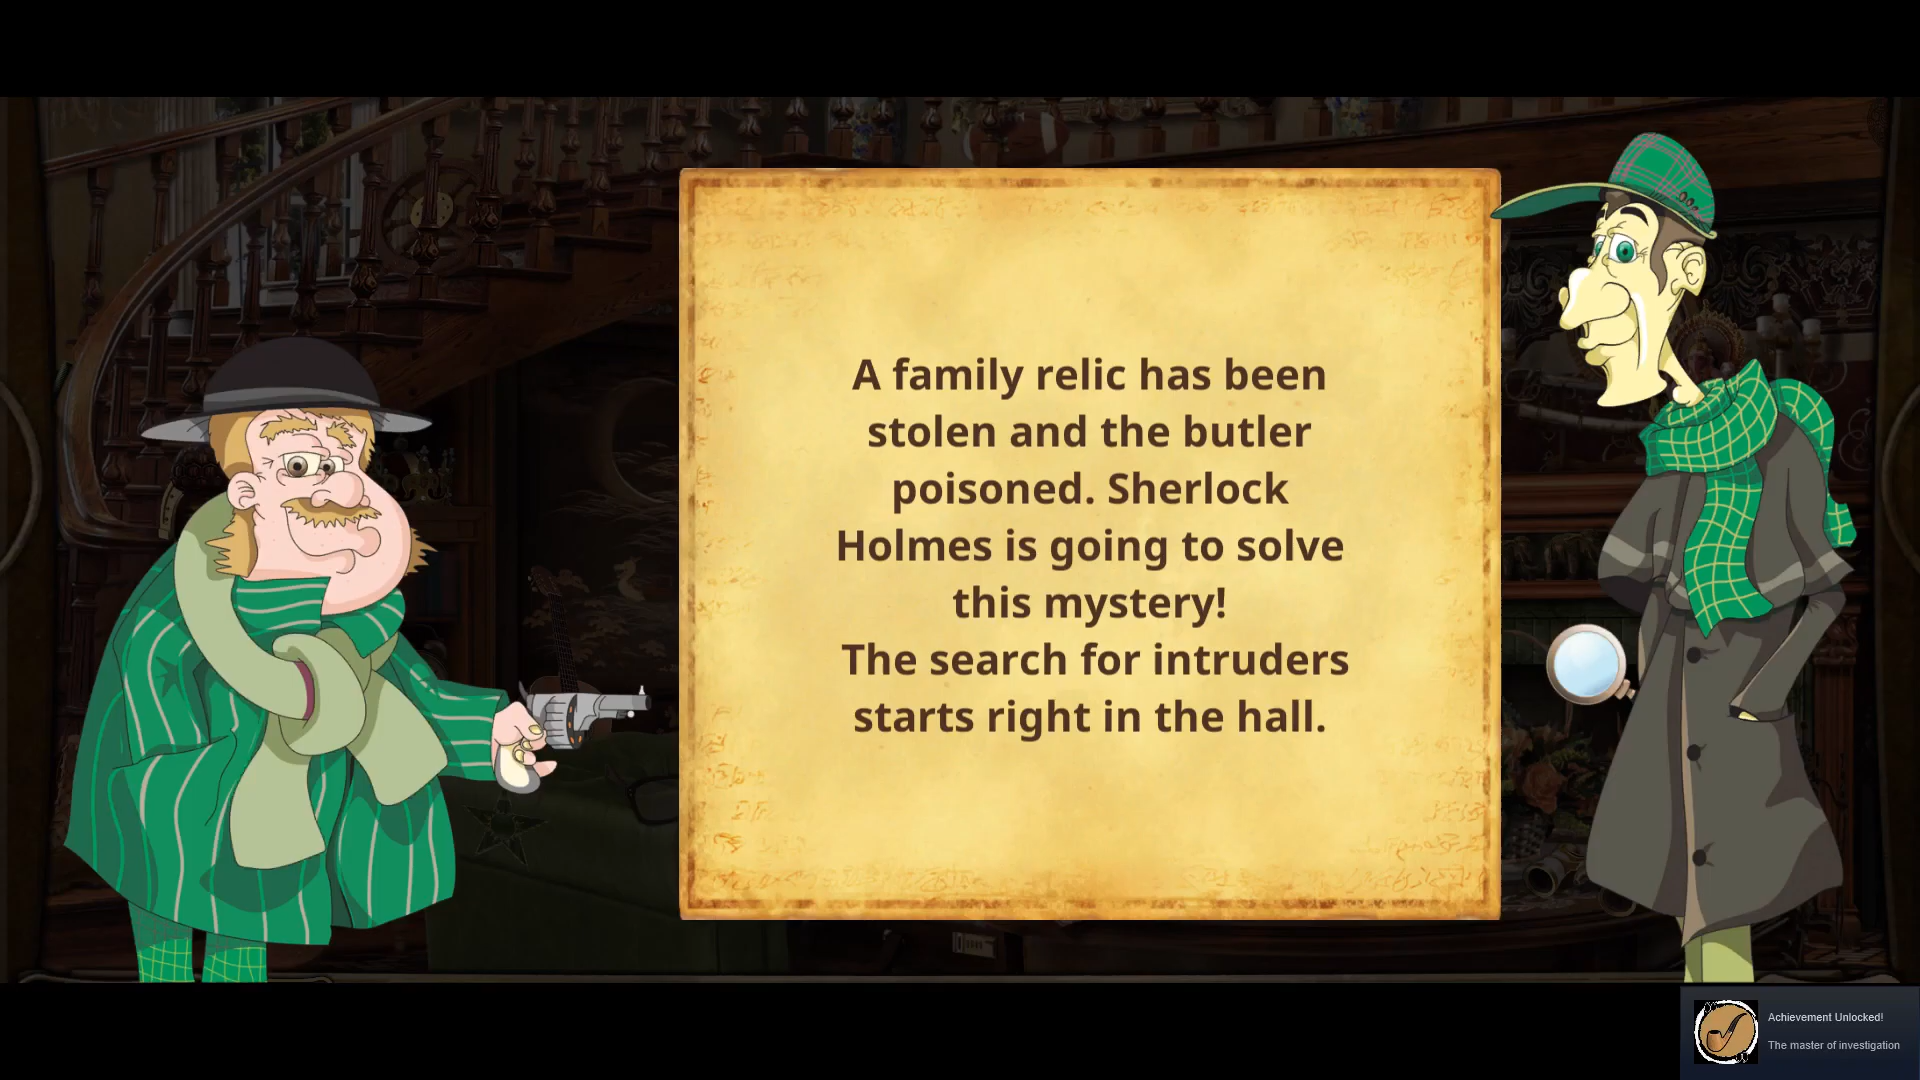 A family relic has been
stolen and the butler
poisoned. Sherlock
Holmes is going to solve
this mystery!
The search for intruders
starts right in the hall.
Achievement Unlocked!
The master of investigation